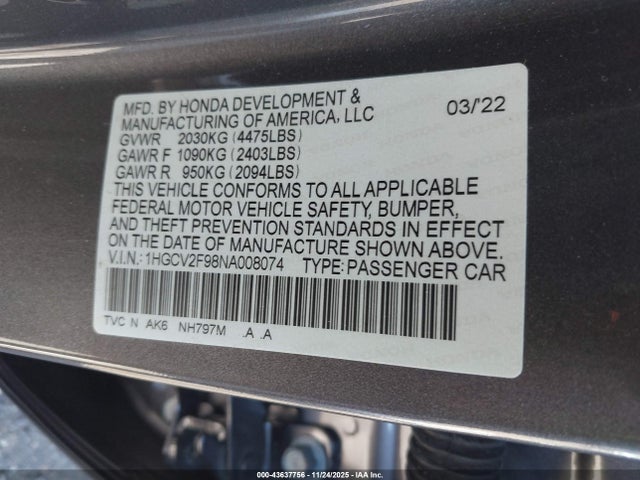 MFD. BY HONDA DEVELOPMENT &
MANUFACTURING OF AMERICA, LLC 03/'22
GVWR 2030KG (4475LBS)
GAWR F 1090KG (2403LBS)
GAWR R 950KG (2094LBS)
THIS VEHICLE CONFORMS TO ALL APPLICABLE
FEDERAL MOTOR VEHICLE SAFETY, BUMPER,
AND THEFT PREVENTION STANDARDS IN EFFECT
ON THE DATE OF MANUFACTURE SHOWN ABOVE.
V.I.N.: 1HGCV2F98NA008074 TYPE: PASSENGER CAR
TVC N AK6 NH797M .A .A
000-43637756 - 11/24/2025 - IAA Inc.